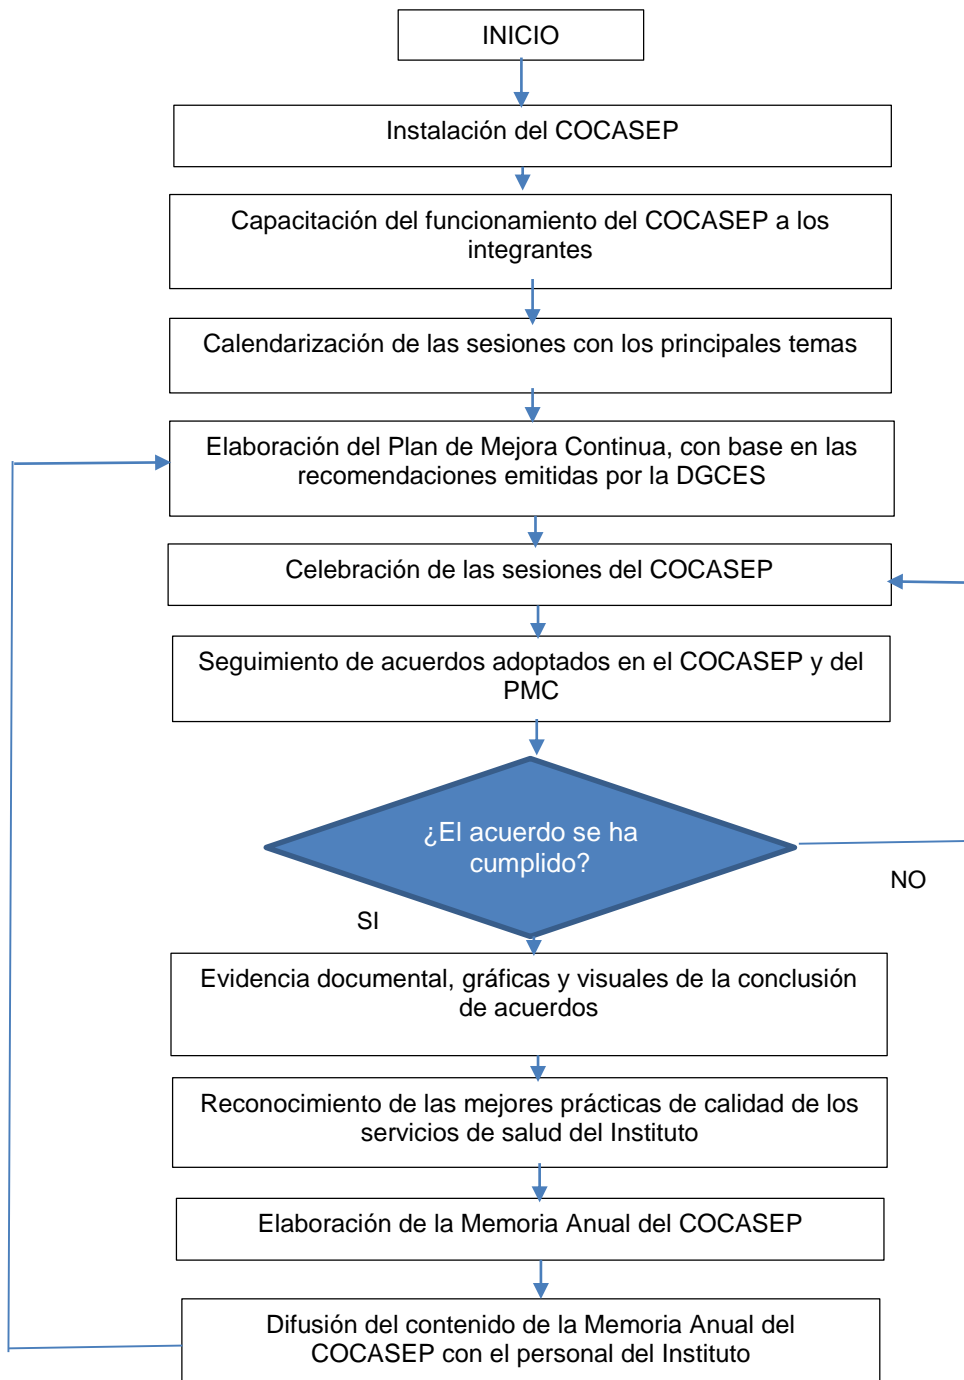 INICIO
Instalación del COCASEP
Capacitación del funcionamiento del COCASEP a los
integrantes
Calendarización de las sesiones con los principales temas
Elaboración del Plan de Mejora Continua, con base en las
recomendaciones emitidas por la DGCES
Celebración de las sesiones del COCASEP
Seguimiento de acuerdos adoptados en el COCASEP y del
PMC
¿El acuerdo se ha
cumplido?
NO
SI
Evidencia documental, gráficas y visuales de la conclusión
de acuerdos
Reconocimiento de las mejores prácticas de calidad de los
servicios de salud del Instituto
Elaboración de la Memoria Anual del COCASEP
Difusión del contenido de la Memoria Anual del
COCASEP con el personal del Instituto